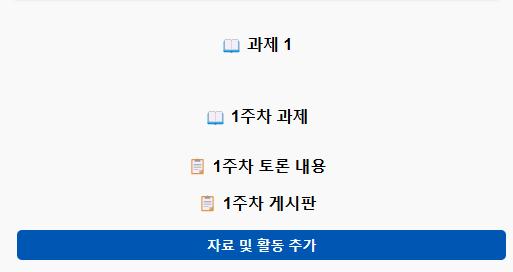 과제 1
1주차 과제
1주차 토론 내용
1주차 게시판
자료 및 활동 추가